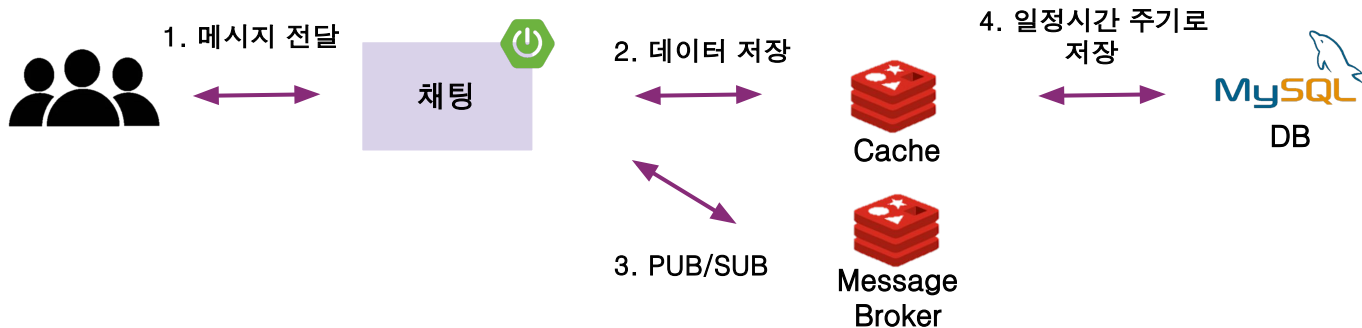 1. 메시지 전달
채팅
2. 데이터 저장
Cache
3. PUB/SUB
Message
Broker
4. 일정시간 주기로
저장
MySQL
DB